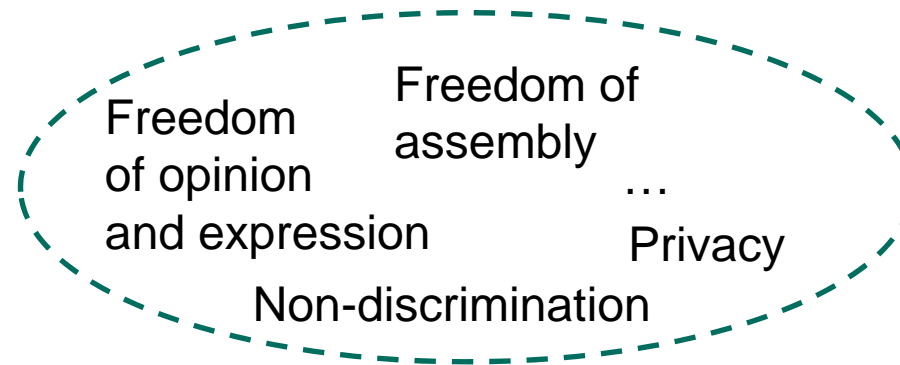 Freedom
of opinion
and expression
Freedom of
assembly
…
Privacy
Non-discrimination